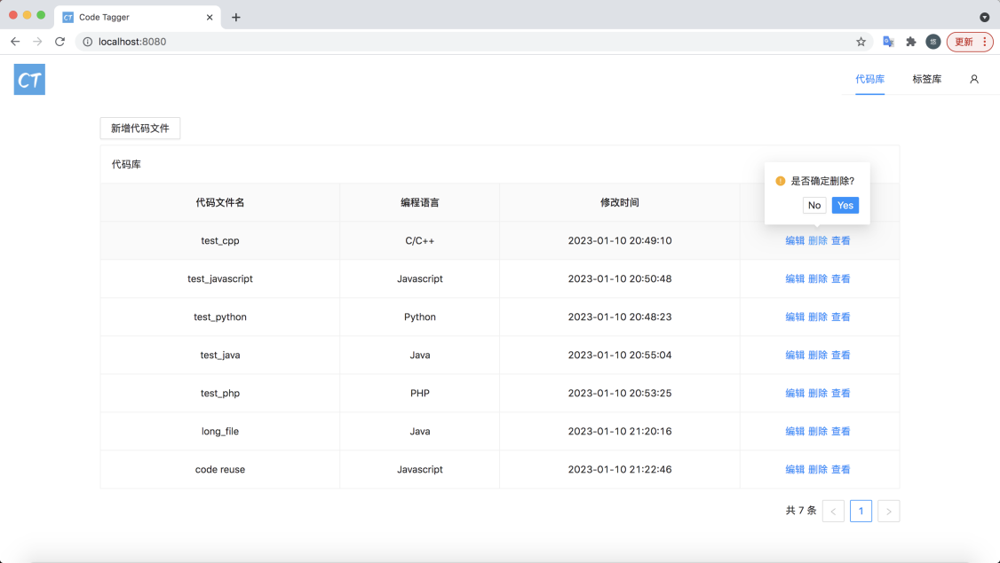 CT Code Tagger
localhost:8080
更新
CT
代码库 标签库
新增代码文件
代码库
是否确定删除?
No Yes
代码文件名 编程语言 修改时间
test_cpp C/C++ 2023-01-10 20:49:10 编辑 删除 查看
test_javascript Javascript 2023-01-10 20:50:48 编辑 删除 查看
test_python Python 2023-01-10 20:48:23 编辑 删除 查看
test_java Java 2023-01-10 20:55:04 编辑 删除 查看
test_php PHP 2023-01-10 20:53:25 编辑 删除 查看
long_file Java 2023-01-10 21:20:16 编辑 删除 查看
code reuse Javascript 2023-01-10 21:22:46 编辑 删除 查看
共 7 条 < 1 >